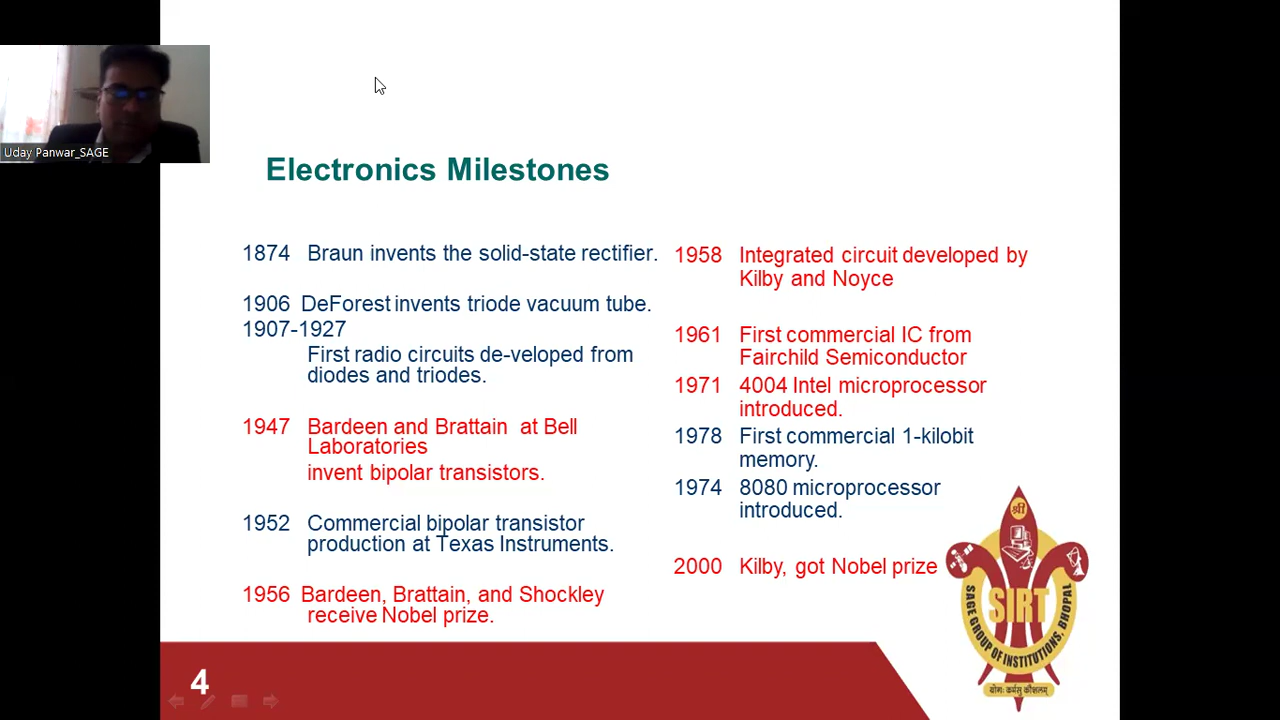 Uday Panwar_SAGE
Electronics Milestones
1874 Braun invents the solid-state rectifier.
1906 DeForest invents triode vacuum tube.
1907-1927
First radio circuits de-veloped from
diodes and triodes.
1947 Bardeen and Brattain at Bell
Laboratories
invent bipolar transistors.
1952 Commercial bipolar transistor
production at Texas Instruments.
1956 Bardeen, Brattain, and Shockley
receive Nobel prize.
1958 Integrated circuit developed by
Kilby and Noyce
1961 First commercial IC from
Fairchild Semiconductor
1971 4004 Intel microprocessor
introduced.
1978 First commercial 1-kilobit
memory.
1974 8080 microprocessor
introduced.
2000 Kilby, got Nobel prize
श्री
SIRT
SAGE GROUP OF INSTITUTIONS, BHOPAL
योगः कर्मसु कौशलम्
4